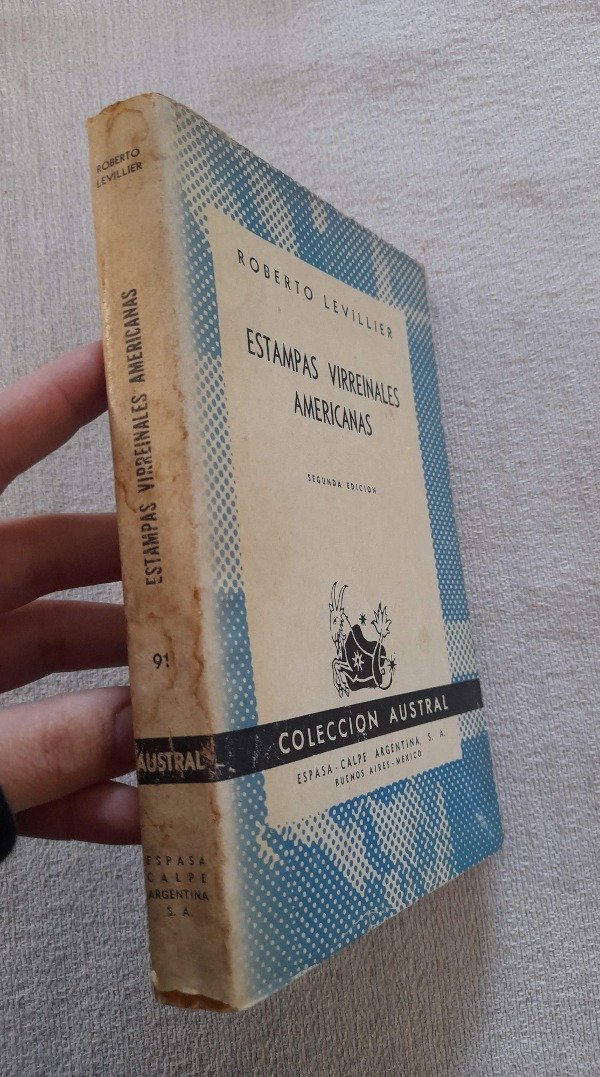 ROBERTO
LEVILLIER
ESTAMPAS VIRREINALES AMERICANAS
91
AUSTRAL
ESPASA
CALPE
ARGENTINA
S. A.
ROBERTO LEVILLIER
ESTAMPAS VIRREINALES
AMERICANAS
SEGUNDA EDICION
COLECCION AUSTRAL
ESPASA-CALPE ARGENTINA, S. A.
BUENOS AIRES-MEXICO